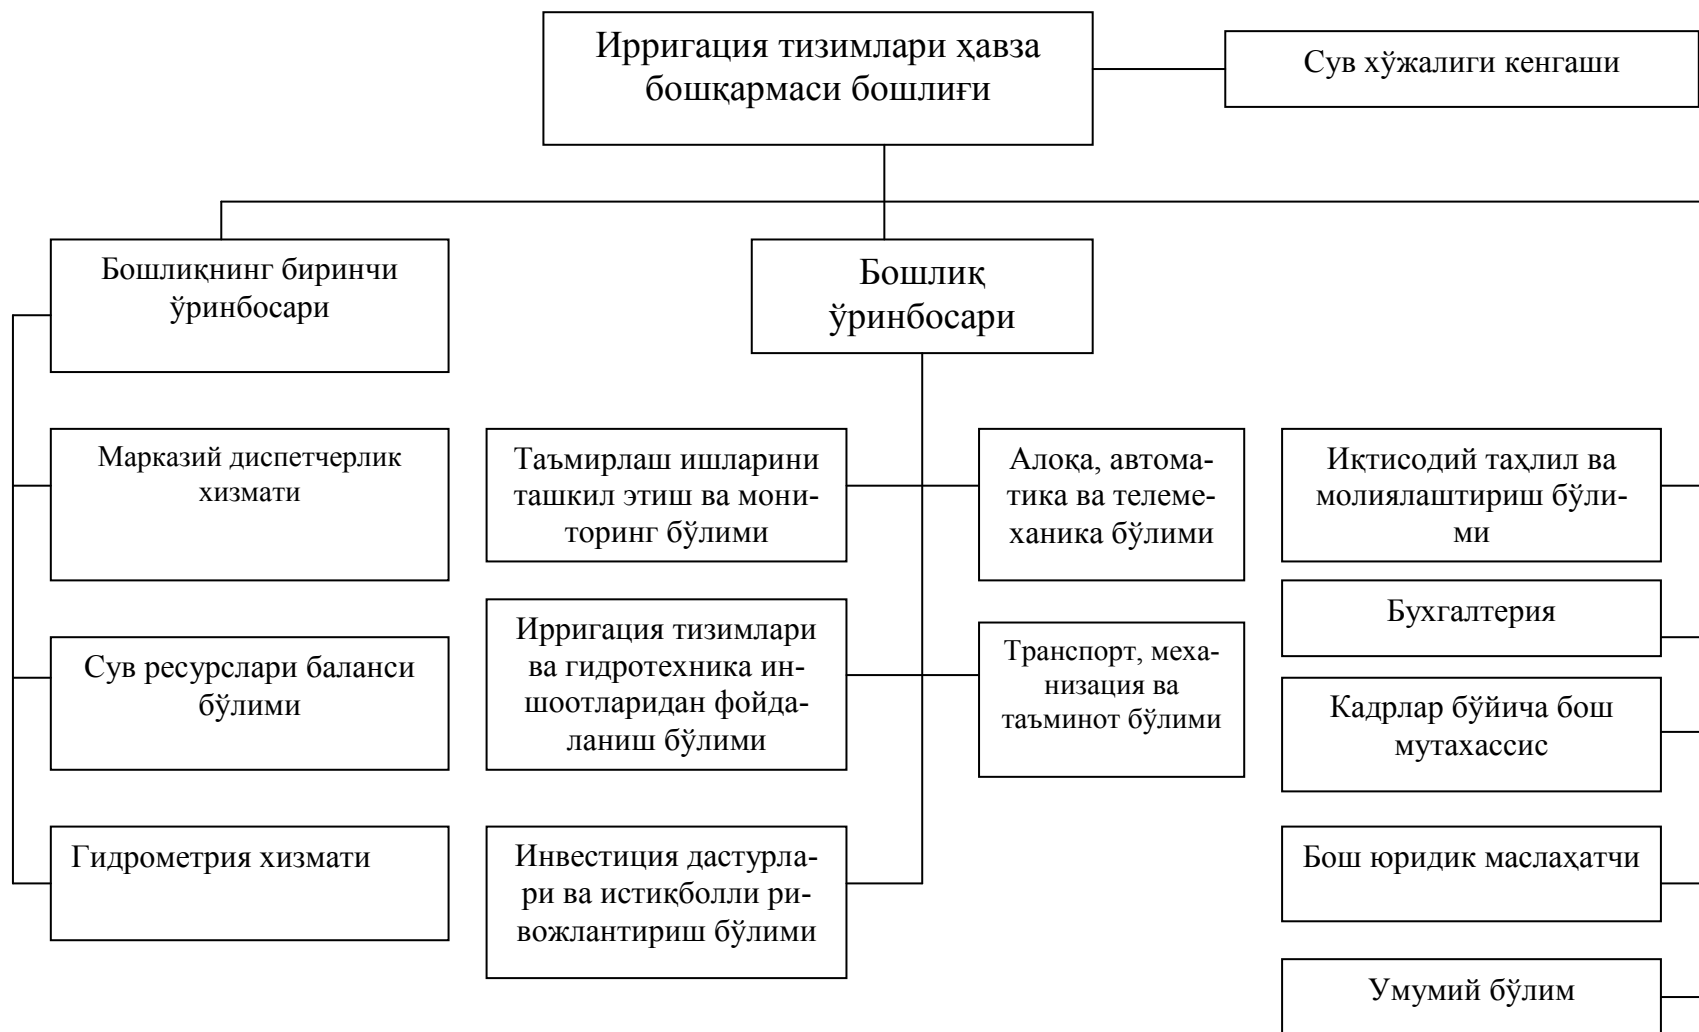 Ирригация тизимлари ҳавза
бошқармаси бошлиғи
Сув хўжалиги кенгаши
Бошлиқнинг биринчи
ўринбосари
Бошлиқ
ўринбосари
Марказий диспетчерлик
хизмати
Таъмирлаш ишларини
ташкил этиш ва мони-
торинг бўлими
Алоқа, автома-
тика ва телеме-
ханика бўлими
Иқтисодий таҳлил ва
молиялаштириш бўли-
ми
Бухгалтерия
Сув ресурслари баланси
бўлими
Ирригация тизимлари
ва гидротехника ин-
шоотларидан фойда-
ланиш бўлими
Транспорт, меха-
низация ва
таъминот бўлими
Кадрлар бўйича бош
мутахассис
Гидрометрия хизмати
Инвестиция дастурла-
ри ва истиқболли ри-
вожлантириш бўлими
Бош юридик маслаҳатчи
Умумий бўлим